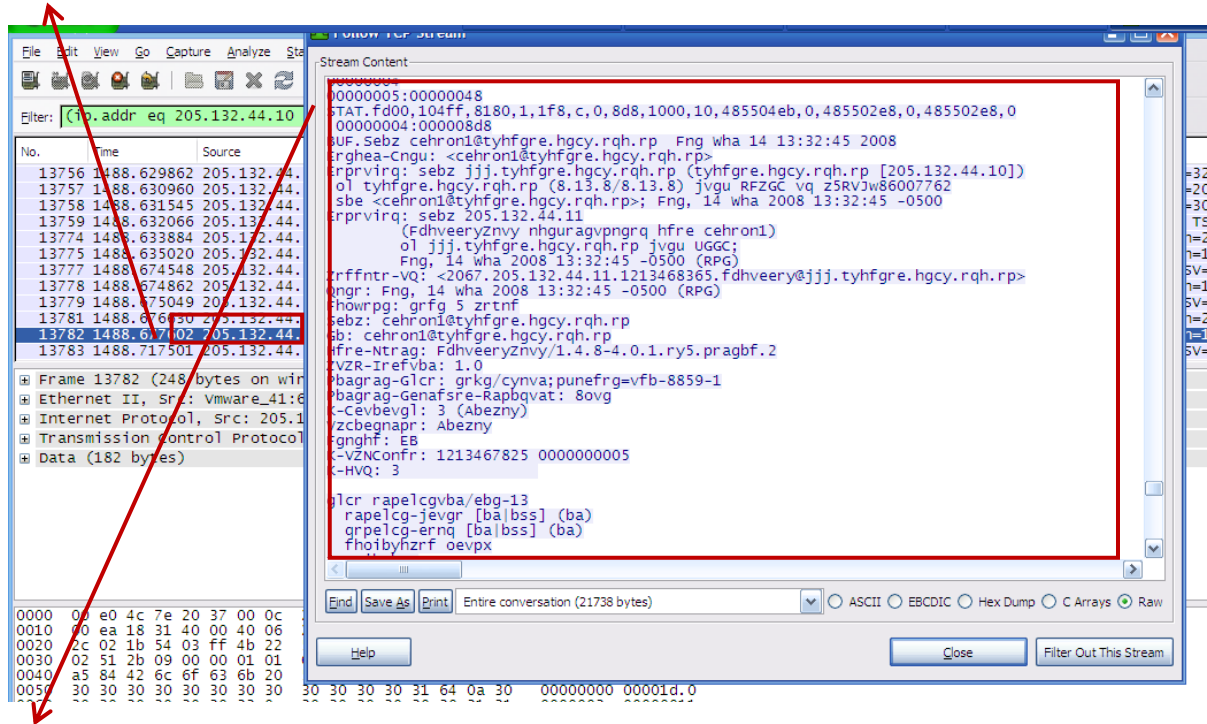 Follow TCP Stream
File Edit View Go Capture Analyze Sta
Filter: (ip.addr eq 205.132.44.10
No. Time Source
13756 1488.629862 205.132.44.
13757 1488.630960 205.132.44.
13758 1488.631545 205.132.44.
13759 1488.632066 205.132.44.
13774 1488.633884 205.132.44.
13775 1488.635020 205.132.44.
13777 1488.674548 205.132.44.
13778 1488.674862 205.132.44.
13779 1488.675049 205.132.44.
13781 1488.676630 205.132.44.
13782 1488.677602 205.132.44.
13783 1488.717501 205.132.44.
Frame 13782 (248 bytes on wir
Ethernet II, Src: Vmware_41:6
Internet Protocol, Src: 205.1
Transmission Control Protocol
Data (182 bytes)
Stream Content
00000004
00000005:00000048
STAT.fd00,104ff,8180,1,1f8,c,0,8d8,1000,10,485504eb,0,485502e8,0,485502e8,0
00000004:000008d8
BUF.Sebz cehron1@tyhfgre.hgcy.rqh.rp Fng Wha 14 13:32:45 2008
Erghea-Cngu: <cehron1@tyhfgre.hgcy.rqh.rp>
Erprvirq: sebz jjj.tyhfgre.hgcy.rqh.rp (tyhfgre.hgcy.rqh.rp [205.132.44.10])
ol tyhfgre.hgcy.rqh.rp (8.13.8/8.13.8) jvgu RFZGC vq z5RVJw86007762
sbe <cehron1@tyhfgre.hgcy.rqh.rp>; Fng, 14 Wha 2008 13:32:45 -0500
Erprvirq: sebz 205.132.44.11
(FdhveeryZnvy nhguragvpngrq hfre cehron1)
ol jjj.tyhfgre.hgcy.rqh.rp jvgu UGGC;
Fng, 14 Wha 2008 13:32:45 -0500 (RPG)
Zrffntr-VQ: <2067.205.132.44.11.1213468365.fdhveery@jjj.tyhfgre.hgcy.rqh.rp>
Qngr: Fng, 14 Wha 2008 13:32:45 -0500 (RPG)
Fhowrpg: grfg 5 zrtnf
Sebz: cehron1@tyhfgre.hgcy.rqh.rp
Gb: cehron1@tyhfgre.hgcy.rqh.rp
Hfre-Ntrag: FdhveeryZnvy/1.4.8-4.0.1.ry5.pragbf.2
ZVZR-Irefvba: 1.0
Pbagrag-Glcr: grkg/cynva;punefrg=vfb-8859-1
Pbagrag-Genafsre-Rapbqvat: 8ovg
K-Cevbevgl: 3 (Abezny)
Vzcbegnapr: Abezny
Fgnghf: EB
K-VZNConfr: 1213467825 0000000005
K-HVQ: 3
glcr rapelcgvba/ebg-13
rapelcg-jevgr [ba|bss] (ba)
grpelcg-ernq [ba|bss] (ba)
fhoibyhzrf oevpx
Find Save As Print Entire conversation (21738 bytes) ASCII EBCDIC Hex Dump C Arrays Raw
Help Close Filter Out This Stream
0000 00 e0 4c 7e 20 37 00 0c
0010 00 ea 18 31 40 00 40 06
0020 2c 02 1b 54 03 ff 4b 22
0030 02 51 2b 09 00 00 01 01
0040 a5 84 42 6c 6f 63 6b 20
0050 30 30 30 30 30 30 30 30 30 30 30 30 31 64 0a 30 00000000 00001d.0